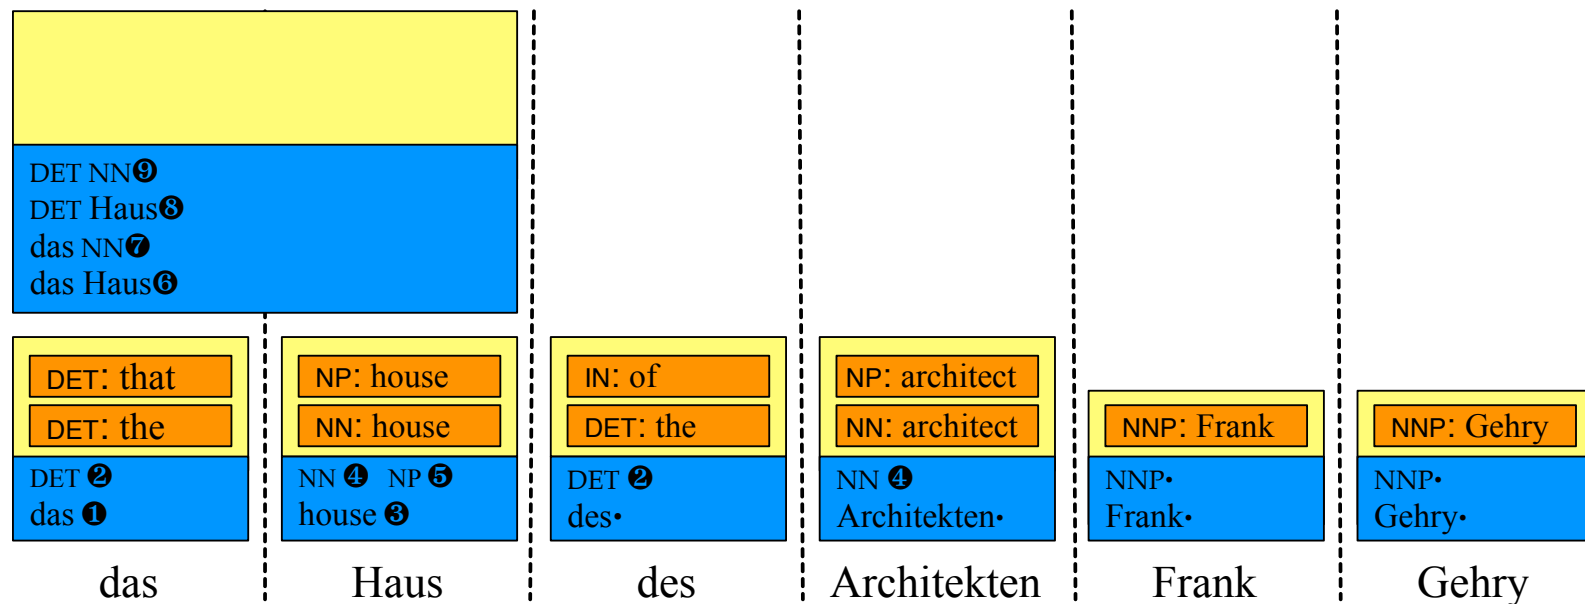 DET NN❾
DET Haus❽
das NN❼
das Haus❻
DET: that
DET: the
DET ❷
das ❶
NP: house
NN: house
NN ❹ NP ❺
house ❸
IN: of
DET: the
DET ❷
des•
NP: architect
NN: architect
NN ❹
Architekten•
NNP: Frank
NNP•
Frank•
NNP: Gehry
NNP•
Gehry•
das Haus des Architekten Frank Gehry